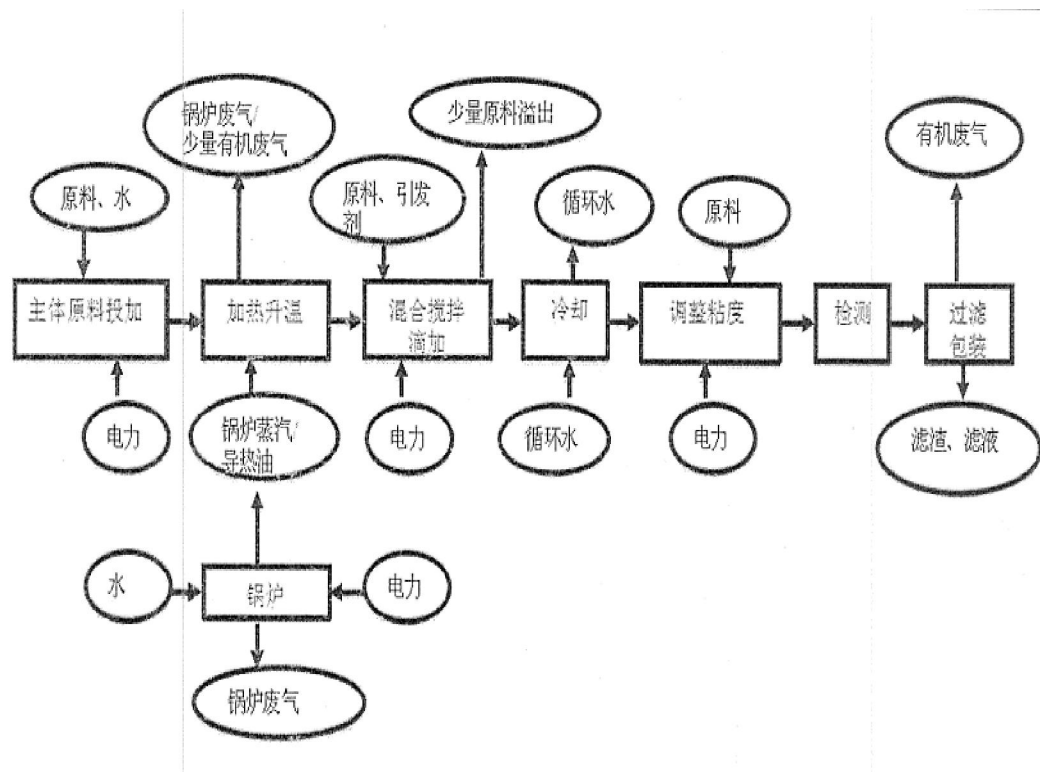 锅炉废气/
少量有机废气
少量原料溢出
有机废气
原料、水
原料、引发
剂
循环水
原料
主体原料投加
加热升温
混合搅拌
滴加
冷却
调整粘度
检测
过滤
包装
电力
锅炉蒸汽/
导热油
电力
循环水
电力
滤渣、滤液
水
锅炉
电力
锅炉废气